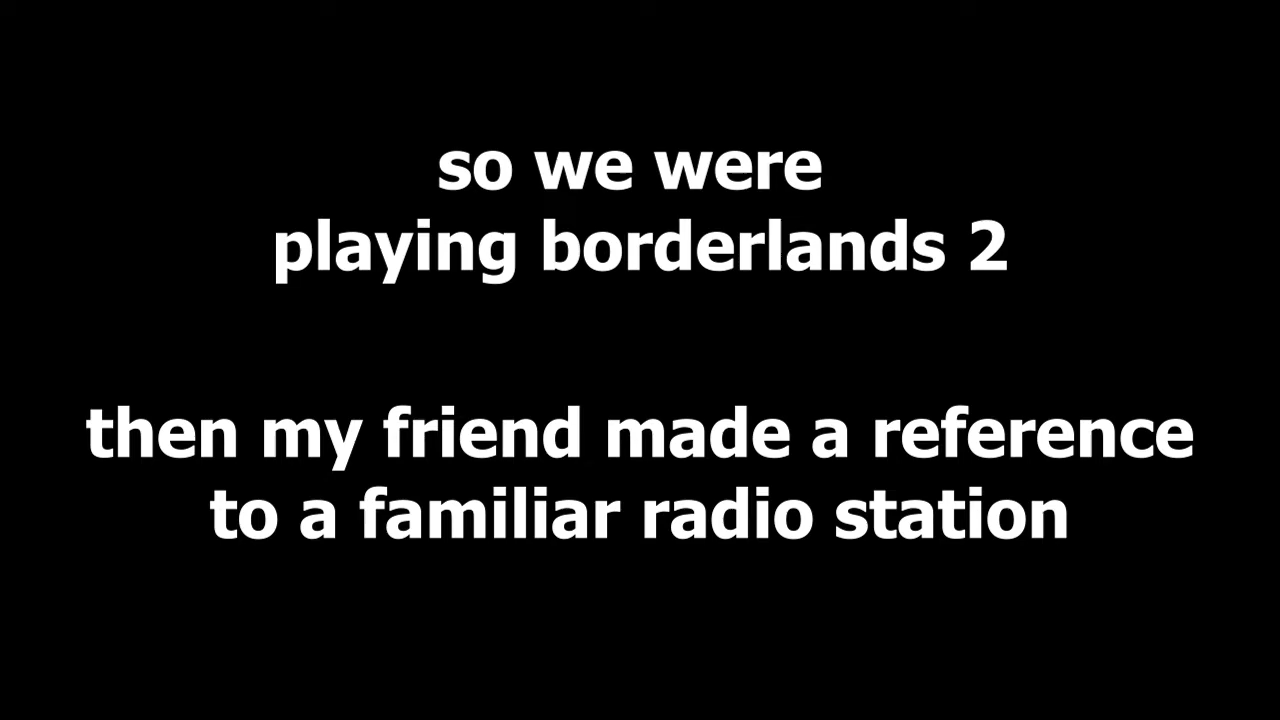 so we were
playing borderlands 2
then my friend made a reference
to a familiar radio station